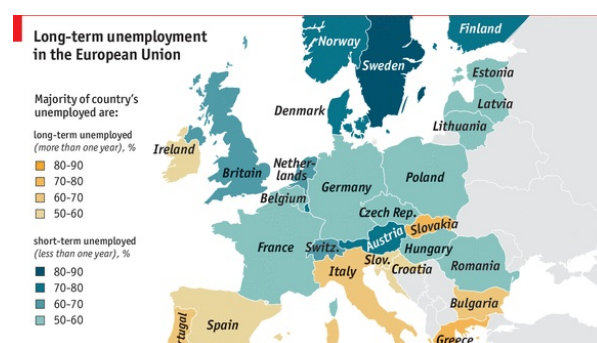 Long-term unemployment
in the European Union
Majority of country's
unemployed are:
long-term unemployed
(more than one year), %
80-90
70-80
60-70
50-60
short-term unemployed
(less than one year), %
80-90
70-80
60-70
50-60
Norway
Finland
Sweden
Estonia
Latvia
Lithuania
Denmark
Ireland
Britain
Nether-
lands
Belgium
Germany
Poland
Czech Rep.
Slovakia
France
Switz.
Austria
Hungary
Slov.
Croatia
Romania
Italy
Bulgaria
Spain
tugal
Greece